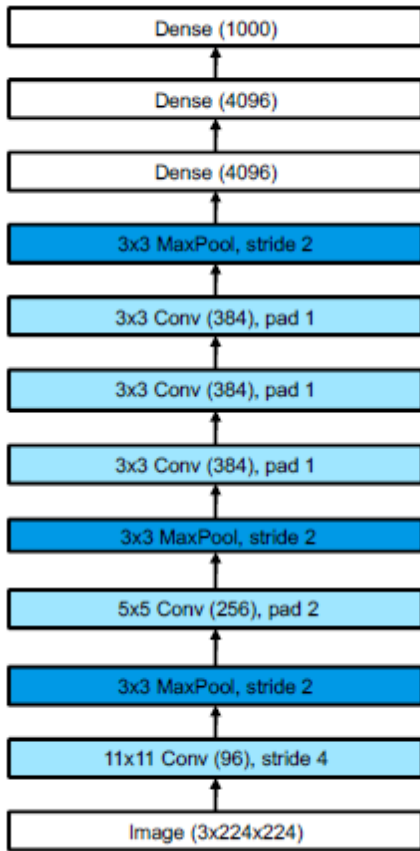 Dense (1000)
Dense (4096)
Dense (4096)
3x3 MaxPool, stride 2
3x3 Conv (384), pad 1
3x3 Conv (384), pad 1
3x3 Conv (384), pad 1
3x3 MaxPool, stride 2
5x5 Conv (256), pad 2
3x3 MaxPool, stride 2
11x11 Conv (96), stride 4
Image (3x224x224)